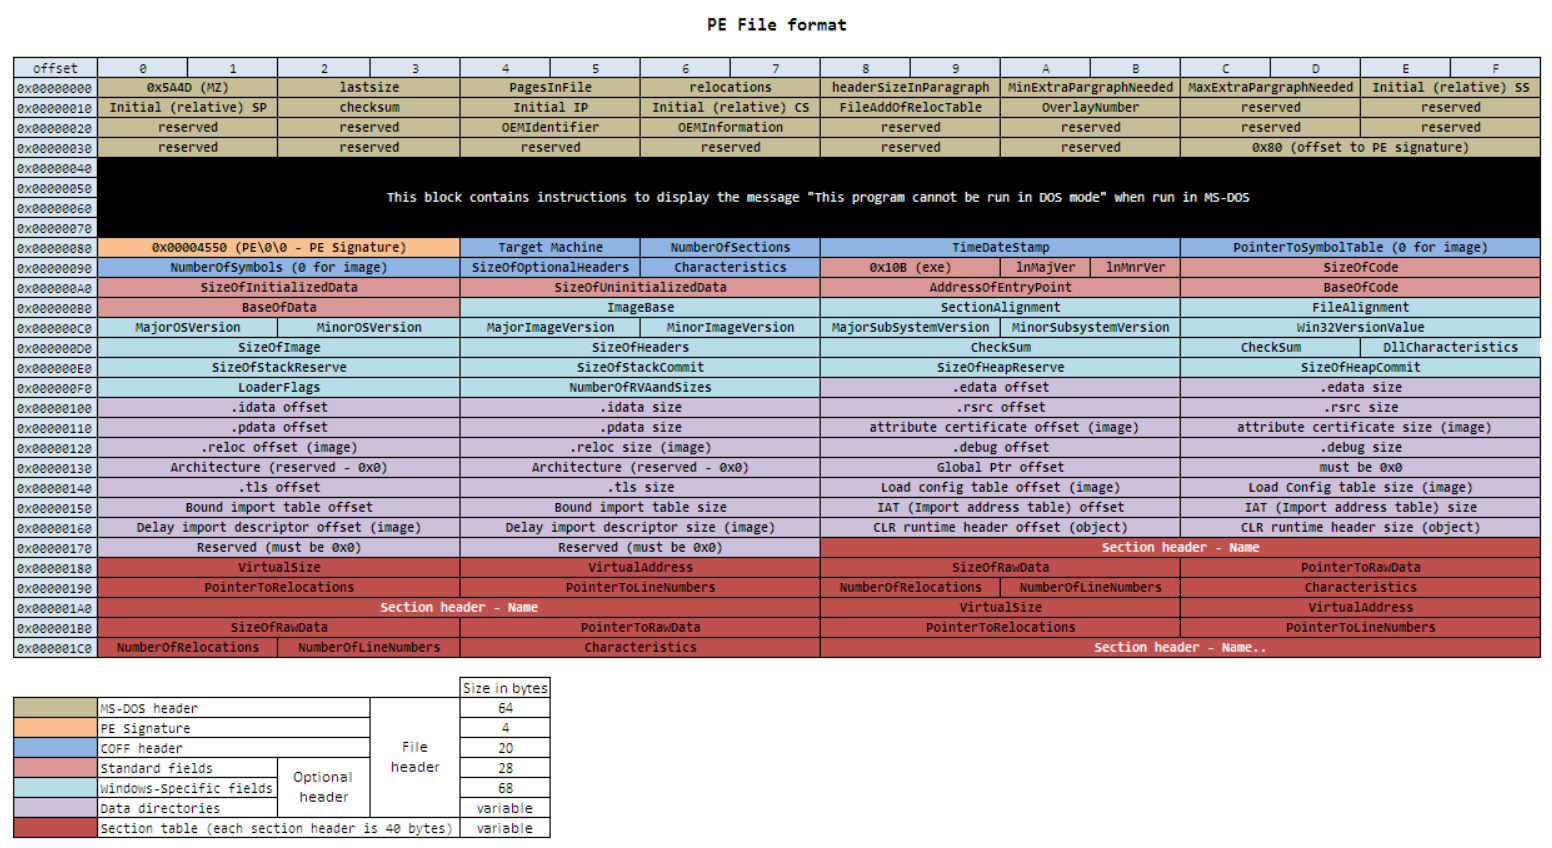 PE File format
offset 0 1 2 3 4 5 6 7 8 9 A B C D E F
0x00000000 0x5A4D (MZ) lastsize PagesInFile relocations headerSizeInParagraph MinExtraPargraphNeeded MaxExtraPargraphNeeded Initial (relative) SS
0x00000010 Initial (relative) SP checksum Initial IP Initial (relative) CS FileAddOfRelocTable OverlayNumber reserved reserved
0x00000020 reserved reserved OEMIdentifier OEMInformation reserved reserved reserved reserved
0x00000030 reserved reserved reserved reserved reserved reserved 0x80 (offset to PE signature)
0x00000040
0x00000050
This block contains instructions to display the message "This program cannot be run in DOS mode" when run in MS-DOS
0x00000060
0x00000070
0x00000080 0x00004550 (PE\0\0 - PE Signature) Target Machine NumberOfSections TimeDateStamp PointerToSymbolTable (0 for image)
0x00000090 NumberOfSymbols (0 for image) SizeOfOptionalHeaders Characteristics 0x10B (exe) lnMajVer lnMnrVer SizeOfCode
0x000000A0 SizeOfInitializedData SizeOfUninitializedData AddressOfEntryPoint BaseOfCode
0x000000B0 BaseOfData ImageBase SectionAlignment FileAlignment
0x000000C0 MajorOSVersion MinorOSVersion MajorImageVersion MinorImageVersion MajorSubSystemVersion MinorSubsystemVersion Win32VersionValue
0x000000D0 SizeOfImage SizeOfHeaders CheckSum CheckSum DllCharacteristics
0x000000E0 SizeOfStackReserve SizeOfStackCommit SizeOfHeapReserve SizeOfHeapCommit
0x000000F0 LoaderFlags NumberOfRVAandSizes .edata offset .edata size
0x00000100 .idata offset .idata size .rsrc offset .rsrc size
0x00000110 .pdata offset .pdata size attribute certificate offset (image) attribute certificate size (image)
0x00000120 .reloc offset (image) .reloc size (image) .debug offset .debug size
0x00000130 Architecture (reserved - 0x0) Architecture (reserved - 0x0) Global Ptr offset must be 0x0
0x00000140 .tls offset .tls size Load config table offset (image) Load Config table size (image)
0x00000150 Bound import table offset Bound import table size IAT (Import address table) offset IAT (Import address table) size
0x00000160 Delay import descriptor offset (image) Delay import descriptor size (image) CLR runtime header offset (object) CLR runtime header size (object)
0x00000170 Reserved (must be 0x0) Reserved (must be 0x0) Section header - Name
0x00000180 VirtualSize VirtualAddress SizeOfRawData PointerToRawData
0x00000190 PointerToRelocations PointerToLineNumbers NumberOfRelocations NumberOfLineNumbers Characteristics
0x000001A0 Section header - Name VirtualSize VirtualAddress
0x000001B0 SizeOfRawData PointerToRawData PointerToRelocations PointerToLineNumbers
0x000001C0 NumberOfRelocations NumberOfLineNumbers Characteristics Section header - Name..
Size in bytes
MS-DOS header 64
PE Signature 4
COFF header File header 20
Standard fields Optional header 28
Windows-Specific fields 68
Data directories variable
Section table (each section header is 40 bytes) variable